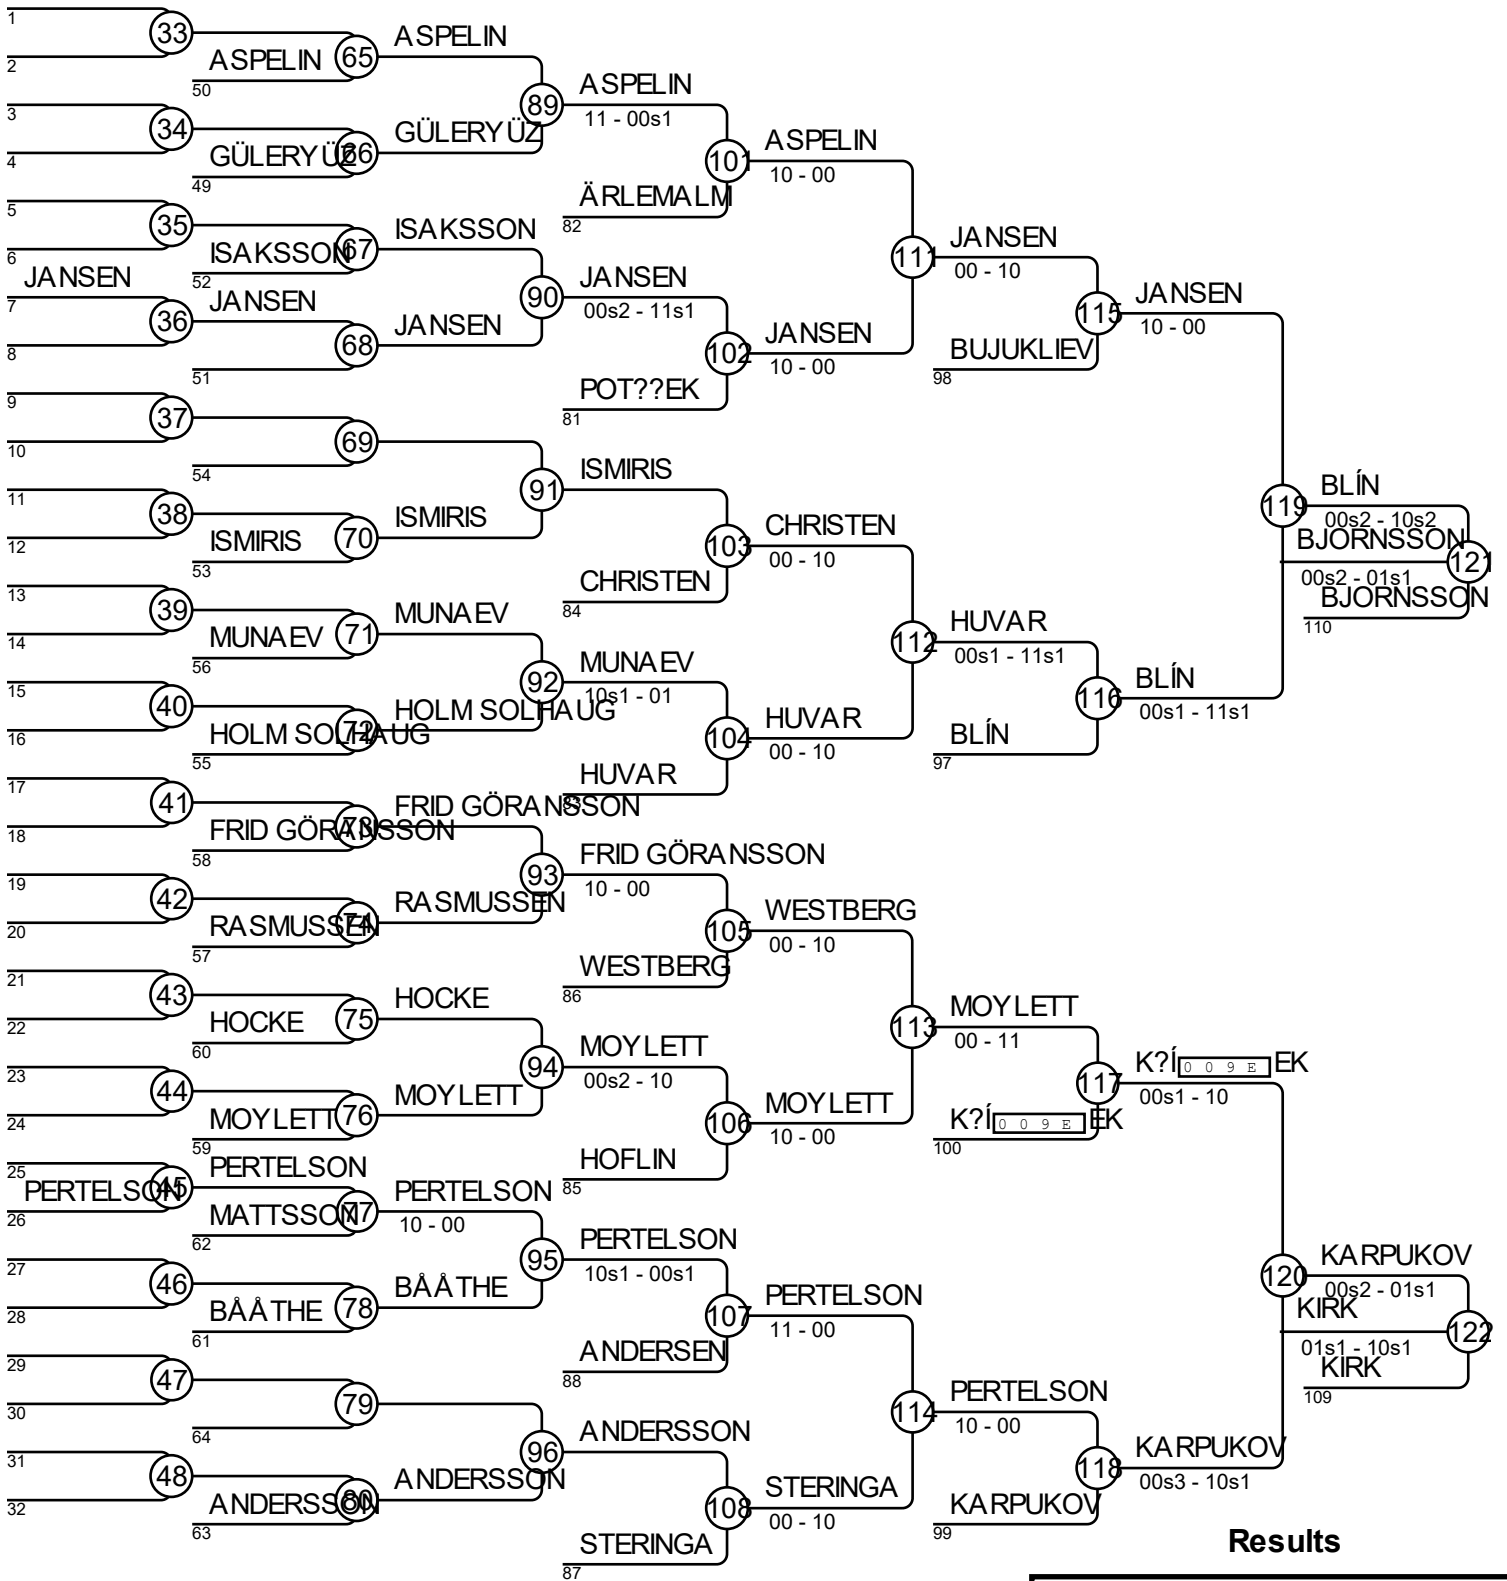 1
33
2
ASPELIN
50
65
ASPELIN
3
34
4
GÜLERYÜZ
49
66
GÜLERYÜZ
89
ASPELIN
11 - 00s1
ÄRLEMALM
82
101
ASPELIN
10 - 00
5
35
6
ISAKSSON
52
67
ISAKSSON
JANSEN
7
36
8
JANSEN
51
68
JANSEN
90
JANSEN
00s2 - 11s1
POT??EK
81
102
JANSEN
10 - 00
111
JANSEN
00 - 10
BUJUKLIEV
98
115
JANSEN
10 - 00
9
37
10
54
69
11
38
12
ISMIRIS
53
70
ISMIRIS
91
ISMIRIS
CHRISTEN
84
103
CHRISTEN
00 - 10
13
39
14
MUNAEV
56
71
MUNAEV
15
40
16
HOLM SOLHAUG
55
72
HOLM SOLHAUG
92
MUNAEV
10s1 - 01
HUVAR
83
104
HUVAR
00 - 10
112
HUVAR
00s1 - 11s1
BLÍN
97
116
BLÍN
00s1 - 11s1
119
BLÍN
00s2 - 10s2
BJORNSSON
00s2 - 01s1
BJORNSSON
110
121
17
41
18
FRID GÖRANSSON
58
73
FRID GÖRANSSON
19
42
20
RASMUSSEN
57
74
RASMUSSEN
93
FRID GÖRANSSON
10 - 00
WESTBERG
86
105
WESTBERG
00 - 10
21
43
22
HOCKE
60
75
HOCKE
23
44
24
MOYLETT
59
76
MOYLETT
94
MOYLETT
00s2 - 10
HOFLIN
85
106
MOYLETT
10 - 00
113
MOYLETT
00 - 11
K?Í009EEK
100
117
K?Í009EEK
00s1 - 10
25
PERTELSON
45
26
PERTELSON
MATTSSON
62
77
PERTELSON
10 - 00
27
46
28
BÅÅTHE
61
78
BÅÅTHE
95
PERTELSON
10s1 - 00s1
ANDERSEN
88
107
PERTELSON
11 - 00
29
47
30
64
79
31
48
32
ANDERSSON
63
80
ANDERSSON
96
ANDERSSON
STERINGA
87
108
STERINGA
00 - 10
114
PERTELSON
10 - 00
KARPUKOV
99
118
KARPUKOV
00s3 - 10s1
120
KARPUKOV
00s2 - 01s1
KIRK
01s1 - 10s1
KIRK
109
122
Results